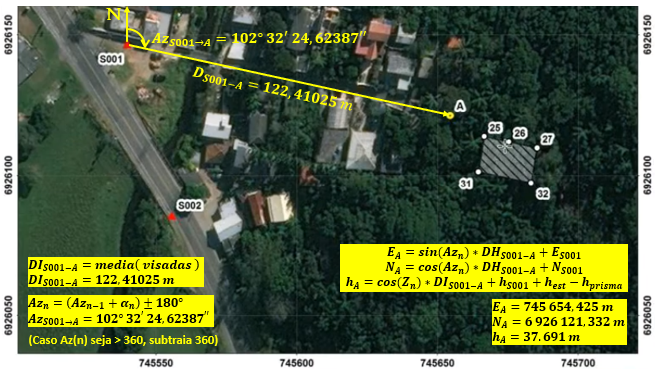 N
Az_{S001→A} = 102° 32′ 24,62387″
S001
D_{S001−A} = 122,41025 m
A
25
26
27
31
32
S002
DI_{S001−A} = media( visadas )
DI_{S001−A} = 122,41025 m
Az_n = (Az_{n−1} + α_n) ± 180°
Az_{S001→A} = 102° 32′ 24,62387″
(Caso Az(n) seja > 360, subtraia 360)
E_A = sin(Az_n) * DH_{S001−A} + E_{S001}
N_A = cos(Az_n) * DH_{S001−A} + N_{S001}
h_A = cos(Z_n) * DI_{S001−A} + h_{S001} + h_{est} − h_{prisma}
E_A = 745 654,425 m
N_A = 6 926 121,332 m
h_A = 37.691 m
6926150
6926100
6926050
6926150
6926100
6926050
745550
745600
745650
745700